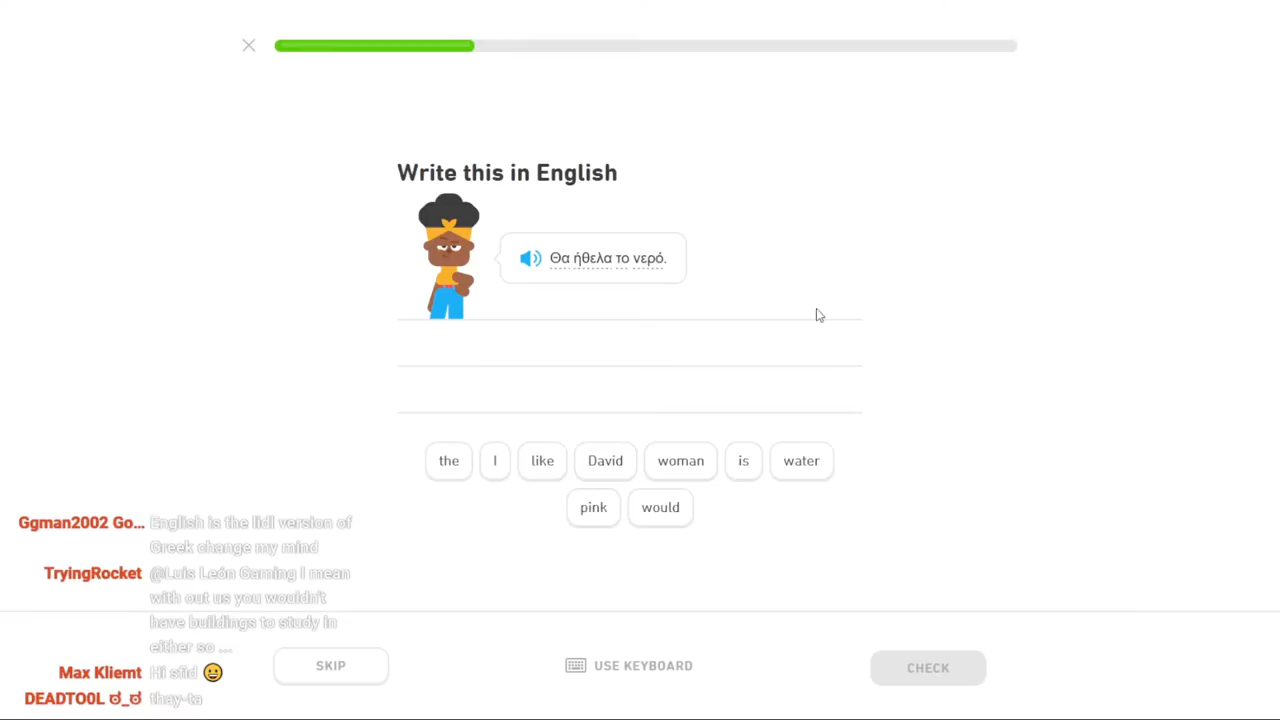 Write this in English
Θα ήθελα το νερό.
the I like David woman is water
pink would
Ggman2002 Go... English is the lidl version of
Greek change my mind
TryingRocket @Luis León Gaming I mean
with out us you wouldn't
have buildings to study in
either so ...
Max Kliemt Hi sfid 😀
DEADTO0L ಠ_ಠ thay-ta
SKIP
USE KEYBOARD
CHECK